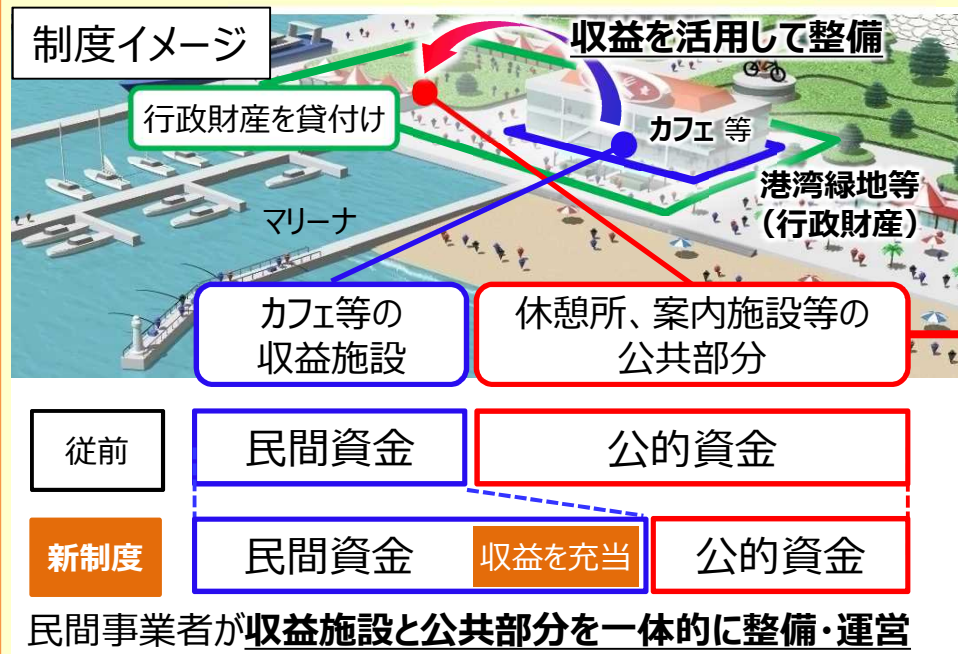 制度イメージ
収益を活用して整備
行政財産を貸付け
カフェ 等
港湾緑地等
(行政財産)
マリーナ
カフェ等の
収益施設
休憩所、案内施設等の
公共部分
従前
民間資金
公的資金
新制度
民間資金
収益を充当
公的資金
民間事業者が収益施設と公共部分を一体的に整備・運営